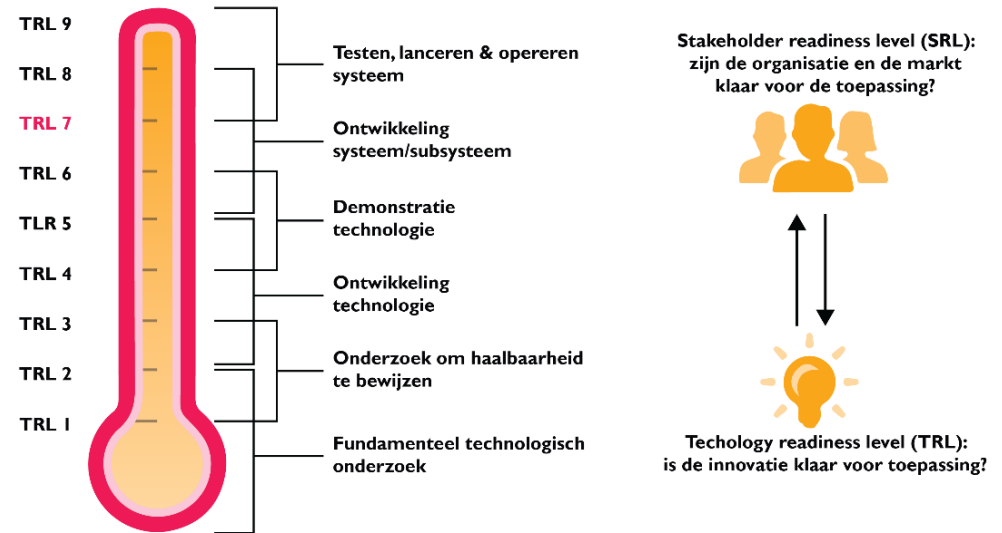 TRL 9
TRL 8
TRL 7
TRL 6
TLR 5
TRL 4
TRL 3
TRL 2
TRL 1
Testen, lanceren & opereren
systeem
Ontwikkeling
systeem/subsysteem
Demonstratie
technologie
Ontwikkeling
technologie
Onderzoek om haalbaarheid
te bewijzen
Fundamenteel technologisch
onderzoek
Stakeholder readiness level (SRL):
zijn de organisatie en de markt
klaar voor de toepassing?
Techology readiness level (TRL):
is de innovatie klaar voor toepassing?